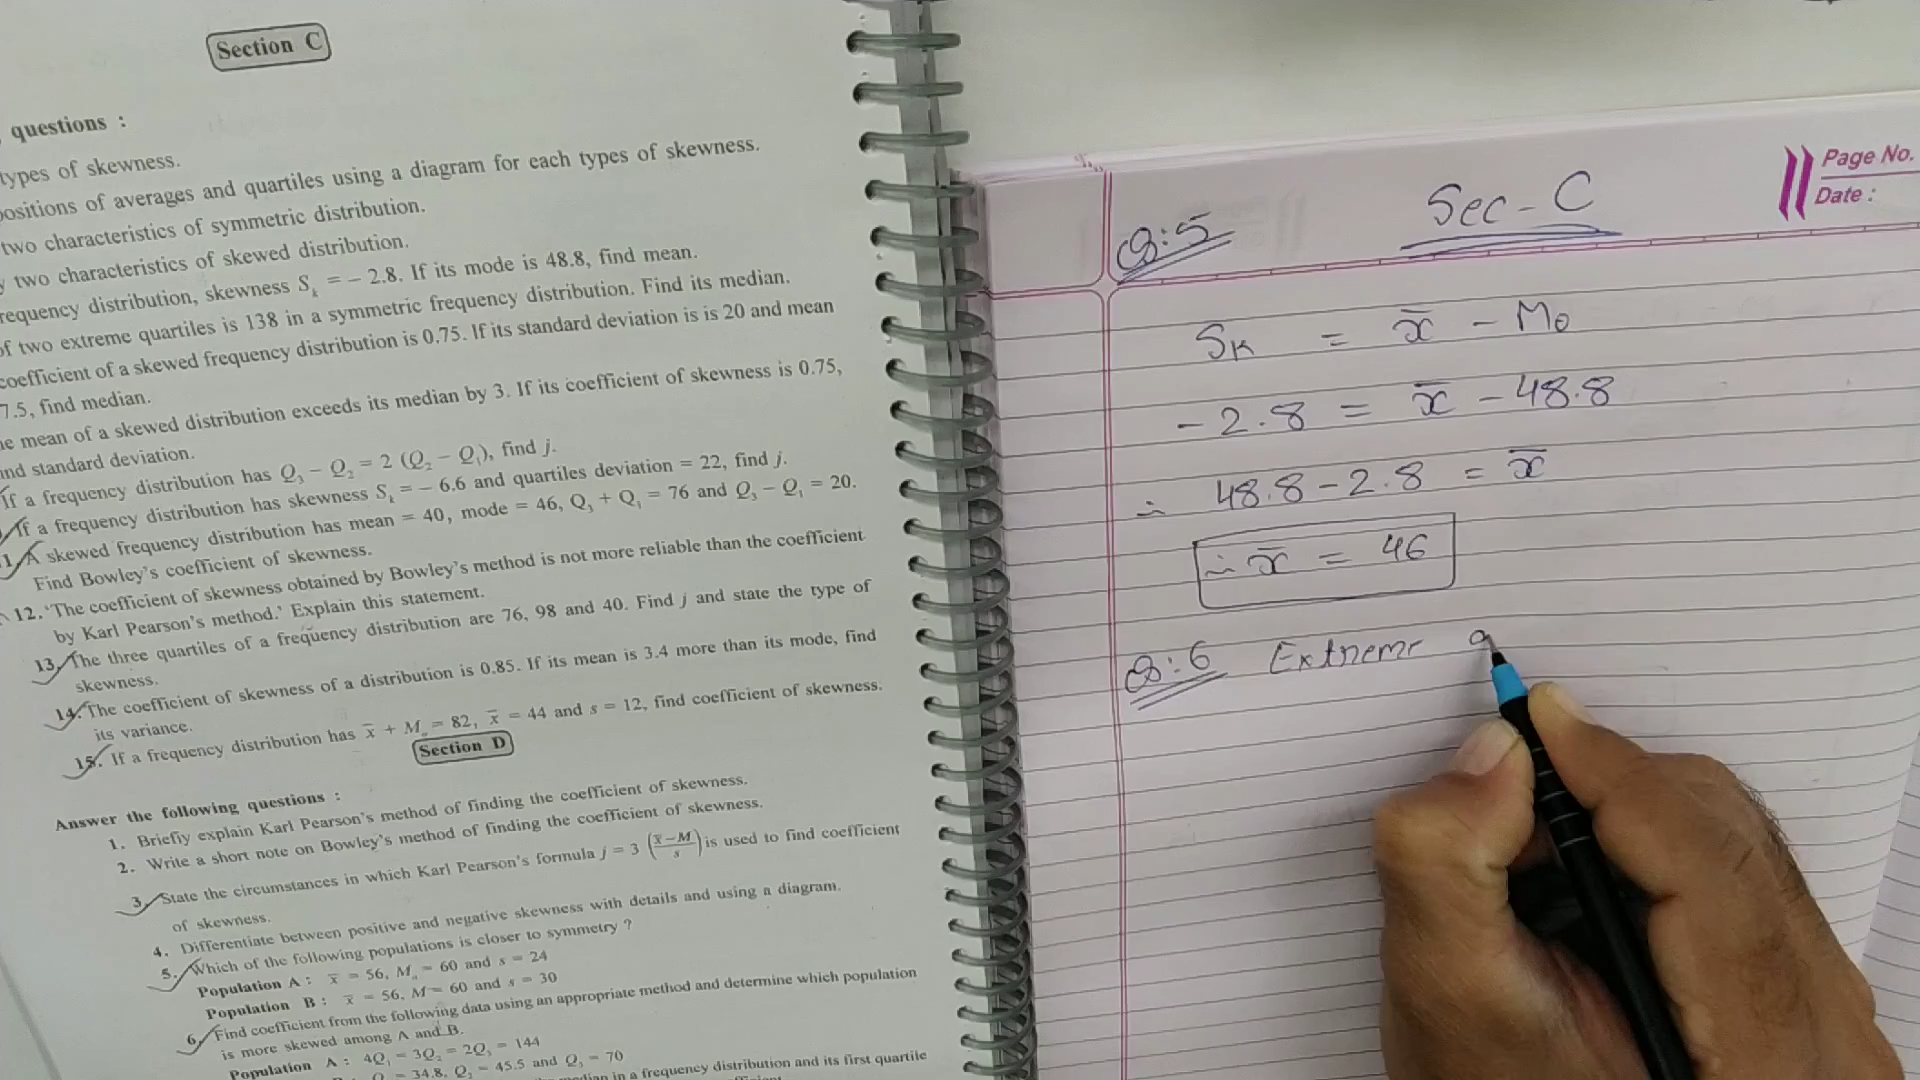 Section C
questions :
types of skewness.
positions of averages and quartiles using a diagram for each types of skewness.
two characteristics of symmetric distribution.
two characteristics of skewed distribution.
requency distribution, skewness Sₖ = − 2.8. If its mode is 48.8, find mean.
of two extreme quartiles is 138 in a symmetric frequency distribution. Find its median.
coefficient of a skewed frequency distribution is 0.75. If its standard deviation is is 20 and mean
7.5, find median.
mean of a skewed distribution exceeds its median by 3. If its coefficient of skewness is 0.75,
standard deviation.
If a frequency distribution has Q₃ − Q₂ = 2 (Q₂ − Q₁), find j.
If a frequency distribution has skewness Sₖ = − 6.6 and quartiles deviation = 22, find j.
A skewed frequency distribution has mean = 40, mode = 46, Q₃ + Q₁ = 76 and Q₃ − Q₁ = 20.
Find Bowley's coefficient of skewness.
12. 'The coefficient of skewness obtained by Bowley's method is not more reliable than the coefficient
by Karl Pearson's method.' Explain this statement.
13. The three quartiles of a frequency distribution are 76, 98 and 40. Find j and state the type of
skewness.
14. The coefficient of skewness of a distribution is 0.85. If its mean is 3.4 more than its mode, find
its variance.
15. If a frequency distribution has x̅ + Mₒ = 82, x̅ = 44 and s = 12, find coefficient of skewness.
Section D
Answer the following questions :
1. Briefly explain Karl Pearson's method of finding the coefficient of skewness.
2. Write a short note on Bowley's method of finding the coefficient of skewness.
3. State the circumstances in which Karl Pearson's formula j = 3 (x̅−M / s) is used to find coefficient
of skewness.
4. Differentiate between positive and negative skewness with details and using a diagram.
5. Which of the following populations is closer to symmetry ?
Population A : x̅ = 56, Mₒ = 60 and s = 24
Population B : x̅ = 56, M = 60 and s = 30
6. Find coefficient from the following data using an appropriate method and determine which population
is more skewed among A and B.
Population A : 4Q₁ = 3Q₂ = 2Q₃ = 144
= 34.8, Q₂ = 45.5 and Q₃ = 70
in a frequency distribution and its first quartile
Page No.
Date :
Sec - C
Q:5
Sₖ = x̅ − Mo
− 2.8 = x̅ − 48.8
∴ 48.8 − 2.8 = x̅
∴ x̅ = 46
Q:6 Extreme